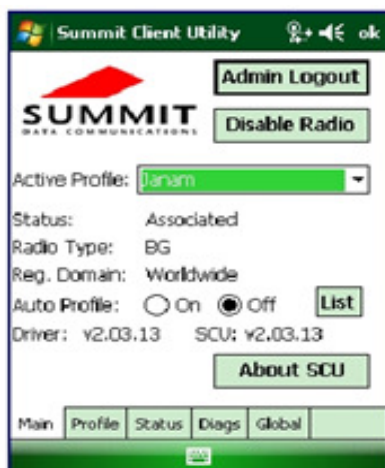 Summit Client Utility ok
Admin Logout
SUMMIT
DATA COMMUNICATIONS
Disable Radio
Active Profile: Janam
Status: Associated
Radio Type: BG
Reg. Domain: Worldwide
Auto Profile: On Off List
Driver: v2.03.13 SCU: v2.03.13
About SCU
Main Profile Status Diags Global